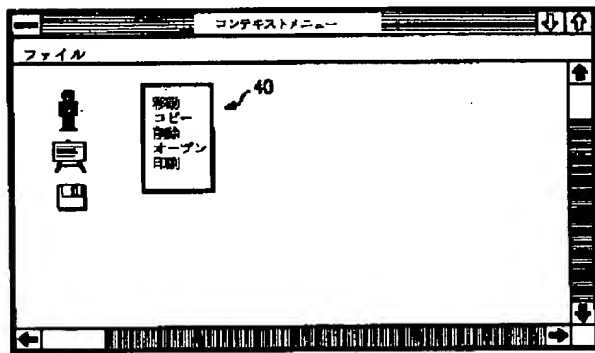 コンテキストメニュー
ファイル
移動
コピー
削除
オープン
印刷
40